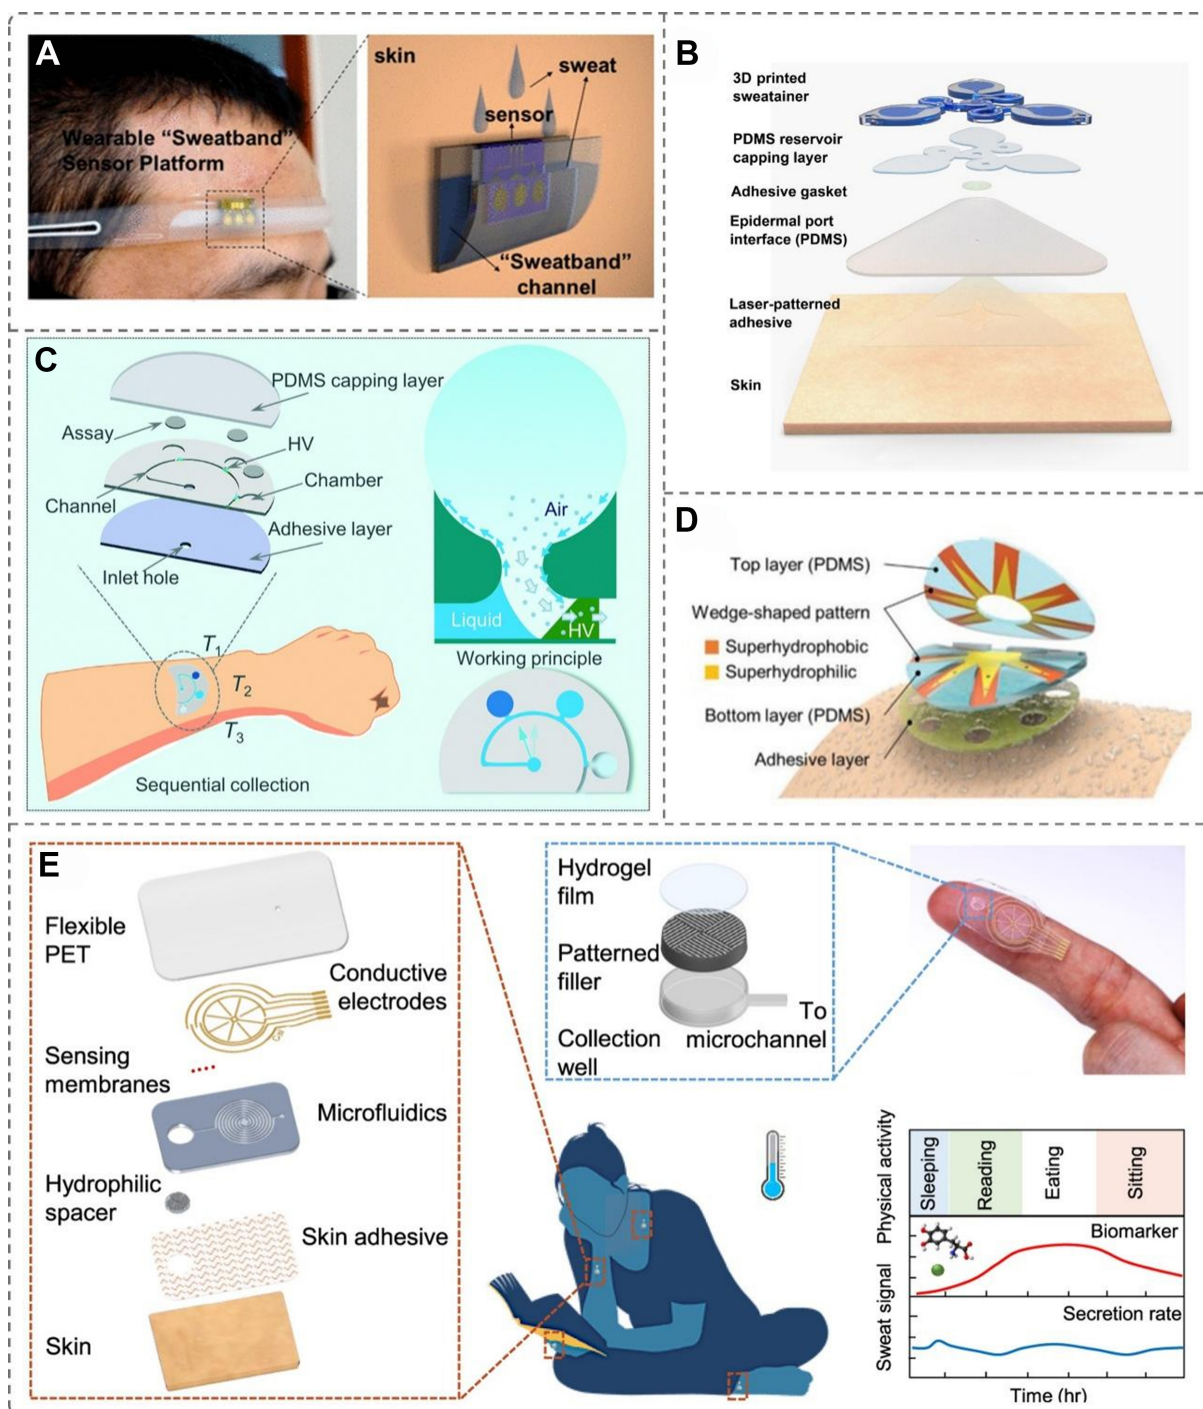 A
Wearable “Sweatband”
Sensor Platform
skin
sweat
sensor
“Sweatband”
channel
B
3D printed
sweatainer
PDMS reservoir
capping layer
Adhesive gasket
Epidermal port
interface (PDMS)
Laser-patterned
adhesive
Skin
C
PDMS capping layer
Assay
HV
Chamber
Channel
Adhesive layer
Inlet hole
T1
T2
T3
Sequential collection
Air
Liquid
HV
Working principle
D
Top layer (PDMS)
Wedge-shaped pattern
Superhydrophobic
Superhydrophilic
Bottom layer (PDMS)
Adhesive layer
E
Flexible
PET
Conductive
electrodes
Sensing
membranes
Microfluidics
Hydrophilic
spacer
Skin adhesive
Skin
Hydrogel
film
Patterned
filler
Collection
well
To
microchannel
Physical activity
Sleeping
Reading
Eating
Sitting
Sweat signal
Biomarker
Secretion rate
Time (hr)